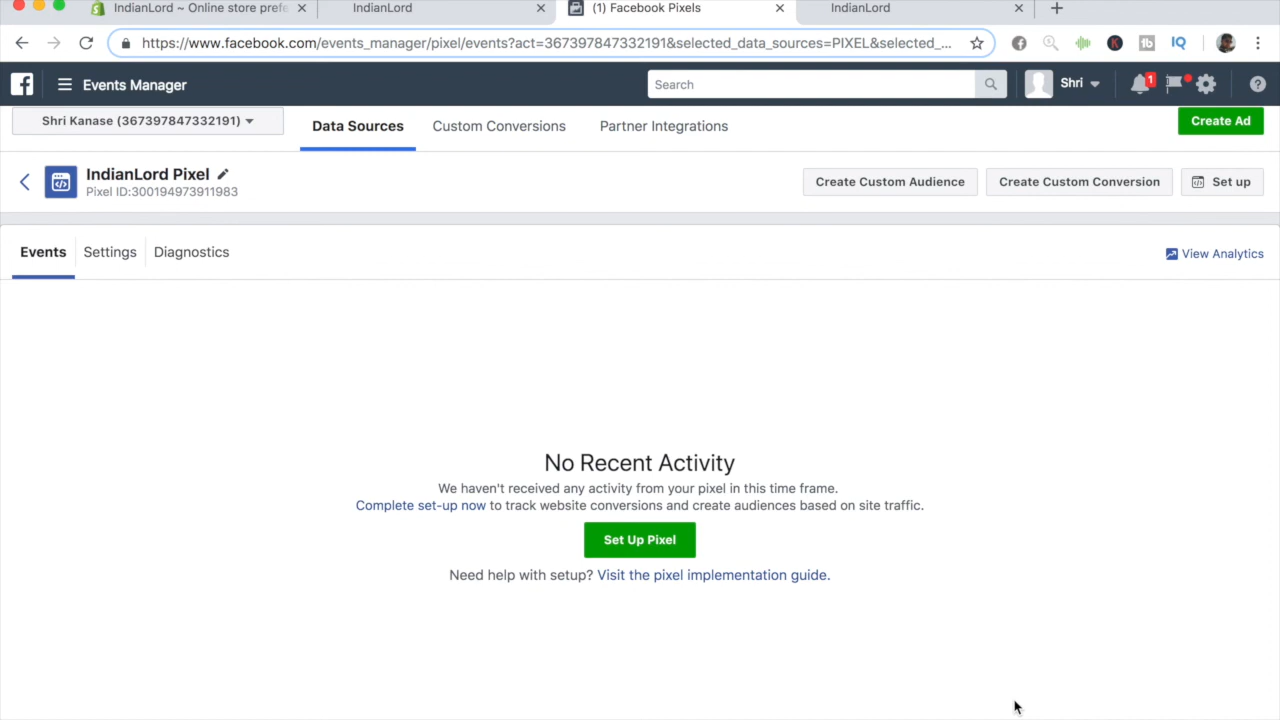 IndianLord ~ Online store prefe
IndianLord
(1) Facebook Pixels
IndianLord
https://www.facebook.com/events_manager/pixel/events?act=367397847332191&selected_data_sources=PIXEL&selected_...
Events Manager
Search
Shri
1
Shri Kanase (367397847332191)
Data Sources
Custom Conversions
Partner Integrations
Create Ad
IndianLord Pixel
Pixel ID:300194973911983
Create Custom Audience
Create Custom Conversion
Set up
Events
Settings
Diagnostics
View Analytics
No Recent Activity
We haven't received any activity from your pixel in this time frame.
Complete set-up now to track website conversions and create audiences based on site traffic.
Set Up Pixel
Need help with setup? Visit the pixel implementation guide.